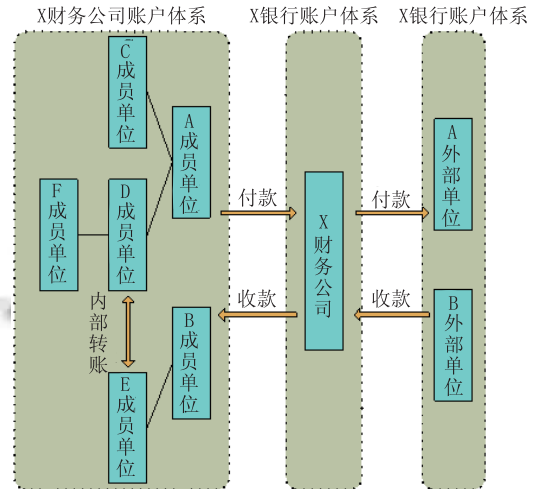 X财务公司账户体系
X银行账户体系
X银行账户体系
C成员单位
A成员单位
F成员单位
D成员单位
B成员单位
E成员单位
内部转账
付款
收款
X财务公司
付款
收款
A外部单位
B外部单位